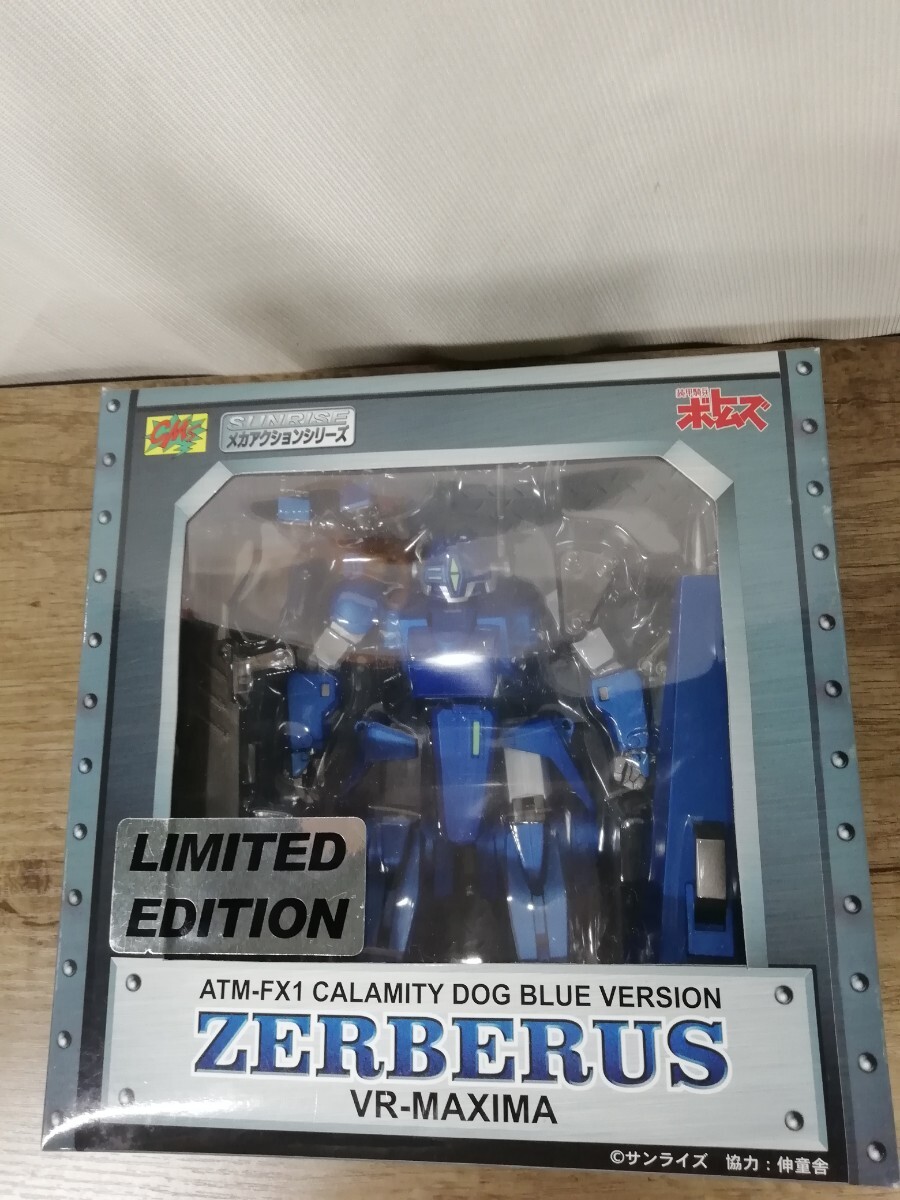 GM's
SUNRISE
メカアクションシリーズ
装甲騎兵
ボトムズ
LIMITED
EDITION
ATM-FX1 CALAMITY DOG BLUE VERSION
ZERBERUS
VR-MAXIMA
©サンライズ 協力：伸童舎